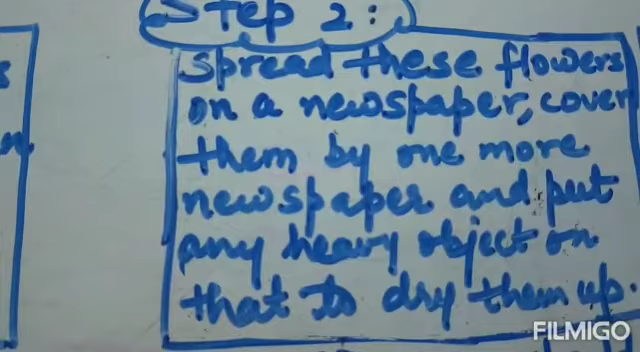 Step 2:
spread these flowers
on a newspaper, cover
them by one more
newspaper and put
any heavy object on
that to dry them up.
FILMIGO